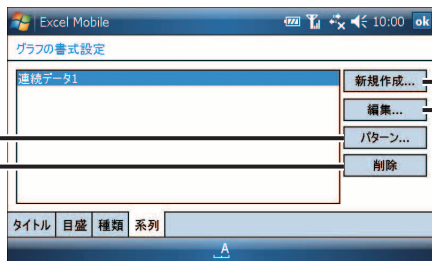 Excel Mobile 10:00 ok
グラフの書式設定
連続データ1
新規作成...
編集...
パターン...
削除
タイトル 目盛 種類 系列
A